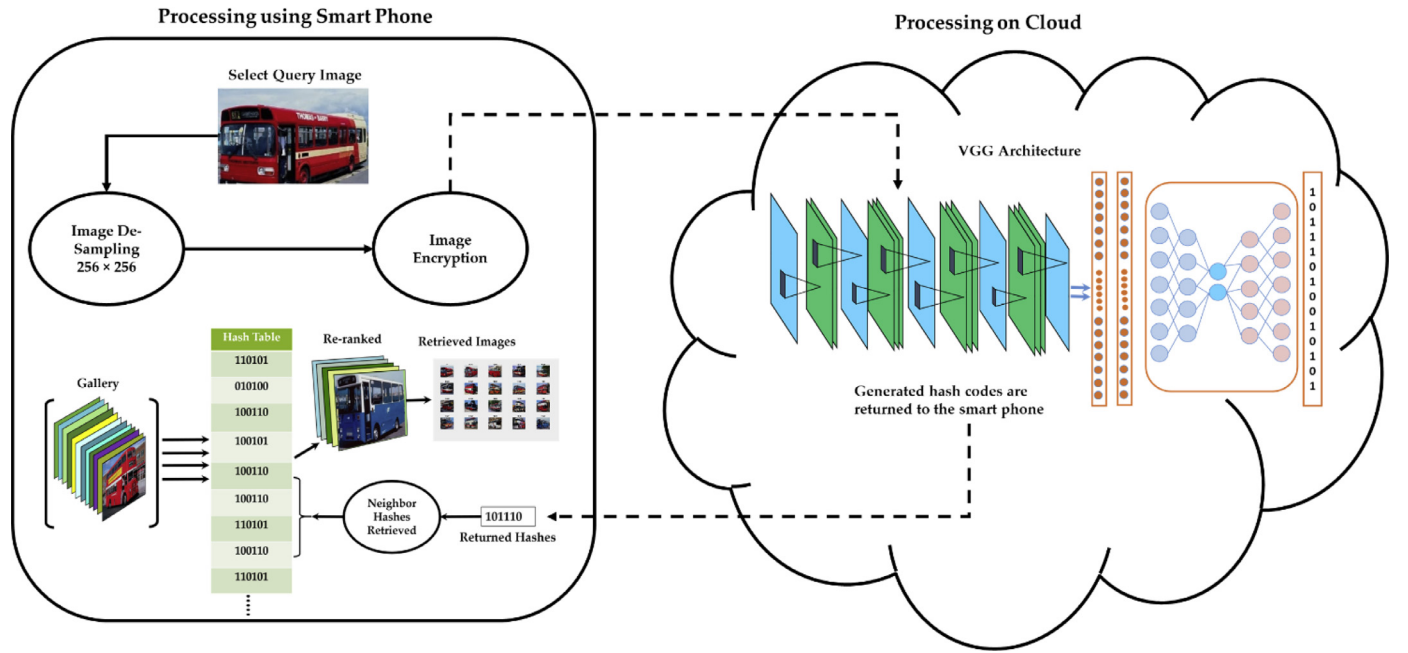 Processing using Smart Phone
Select Query Image
THOMAS OF BARRY
Image De-
Sampling
256 × 256
Image
Encryption
Gallery
Hash Table
110101
010100
100110
100101
100110
100110
110101
100110
110101
Re-ranked
Retrieved Images
Neighbor
Hashes
Retrieved
101110
Returned Hashes
Processing on Cloud
VGG Architecture
Generated hash codes are
returned to the smart phone
1
0
1
1
1
0
1
0
0
1
0
1
0
1